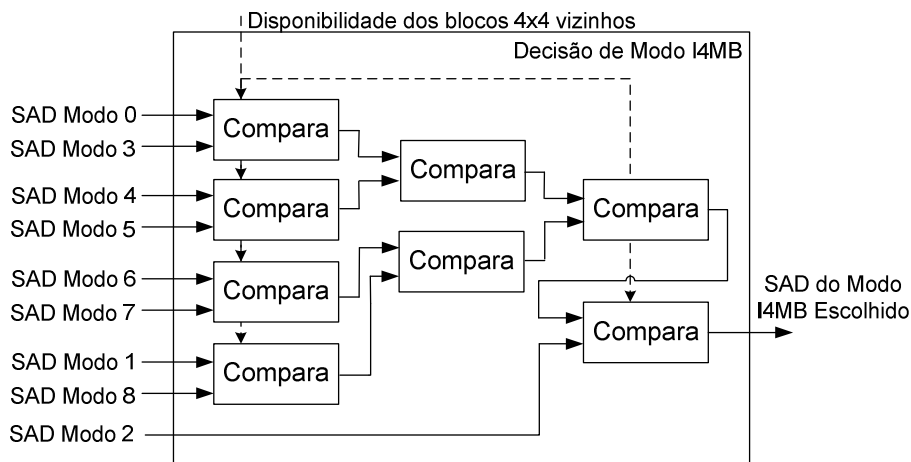 Disponibilidade dos blocos 4x4 vizinhos
Decisão de Modo I4MB
SAD Modo 0
SAD Modo 3
SAD Modo 4
SAD Modo 5
SAD Modo 6
SAD Modo 7
SAD Modo 1
SAD Modo 8
SAD Modo 2
Compara
Compara
Compara
Compara
Compara
Compara
Compara
Compara
SAD do Modo
I4MB Escolhido